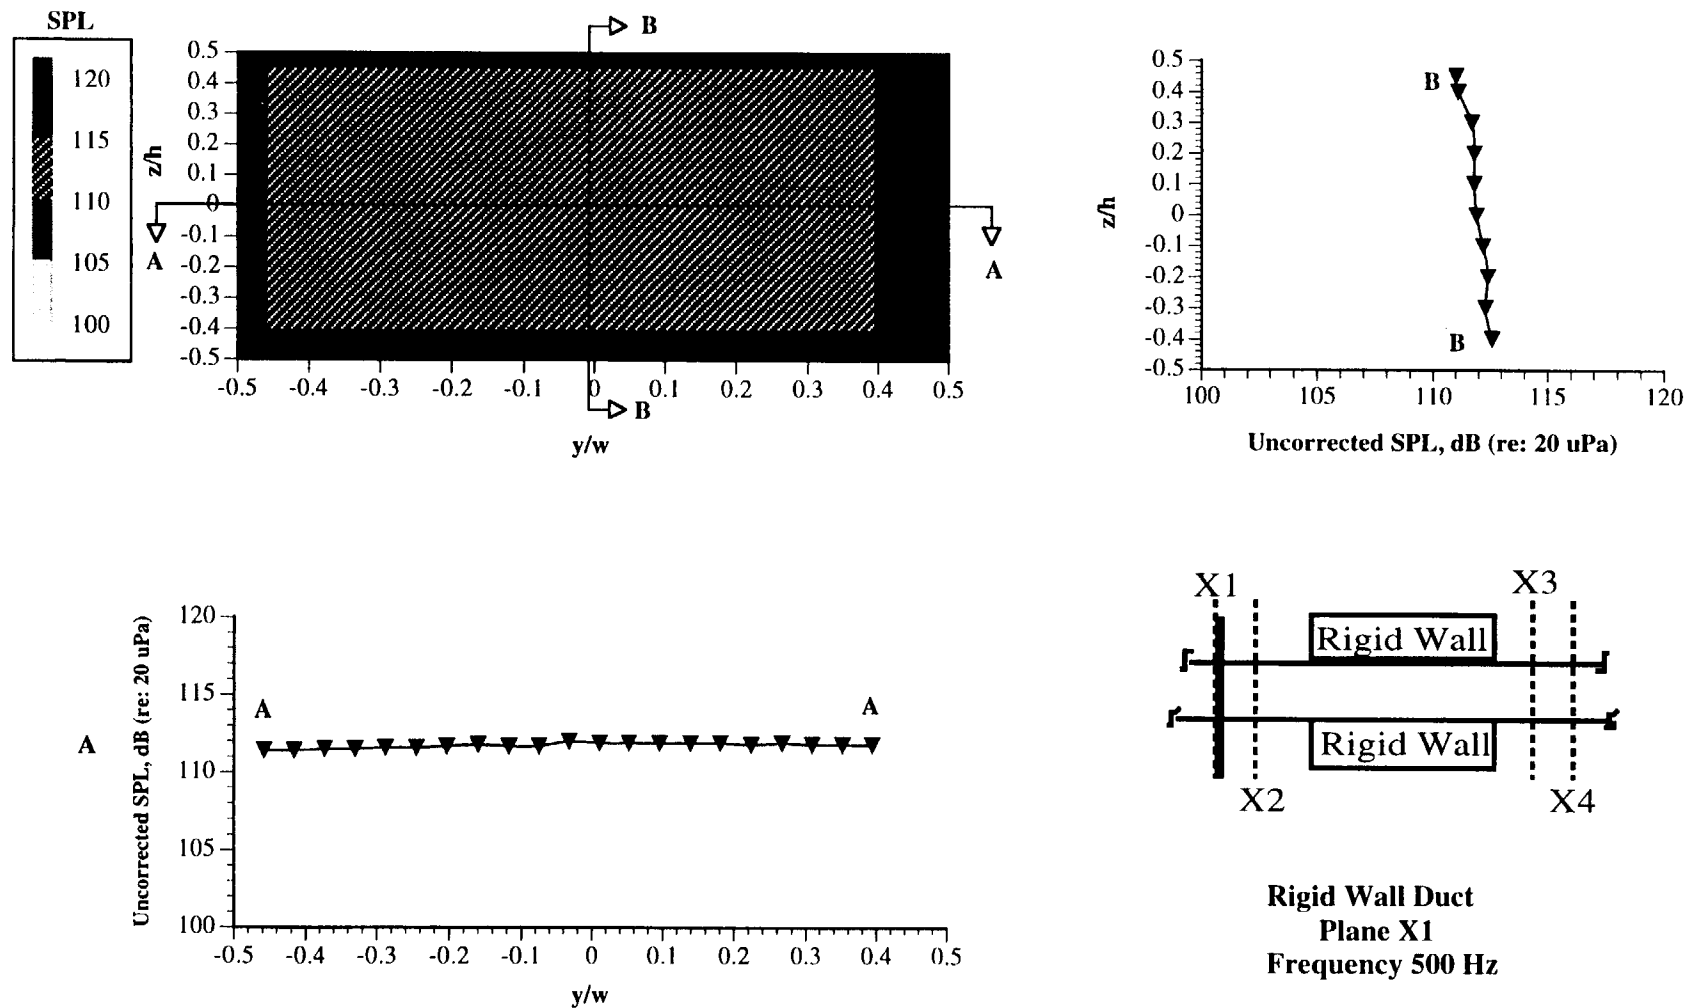 SPL
120
115
110
105
100
z/h
0.5
0.4
0.3
0.2
0.1
0
-0.1
-0.2
-0.3
-0.4
-0.5
-0.5 -0.4 -0.3 -0.2 -0.1 0 0.1 0.2 0.3 0.4 0.5
y/w
B
B
A
A
z/h
0.5
0.4
0.3
0.2
0.1
0
-0.1
-0.2
-0.3
-0.4
-0.5
B
B
100 105 110 115 120
Uncorrected SPL, dB (re: 20 uPa)
A
Uncorrected SPL, dB (re: 20 uPa)
120
115
110
105
100
A A
-0.5 -0.4 -0.3 -0.2 -0.1 0 0.1 0.2 0.3 0.4 0.5
y/w
X1 X3
Rigid Wall
Rigid Wall
X2 X4
Rigid Wall Duct
Plane X1
Frequency 500 Hz